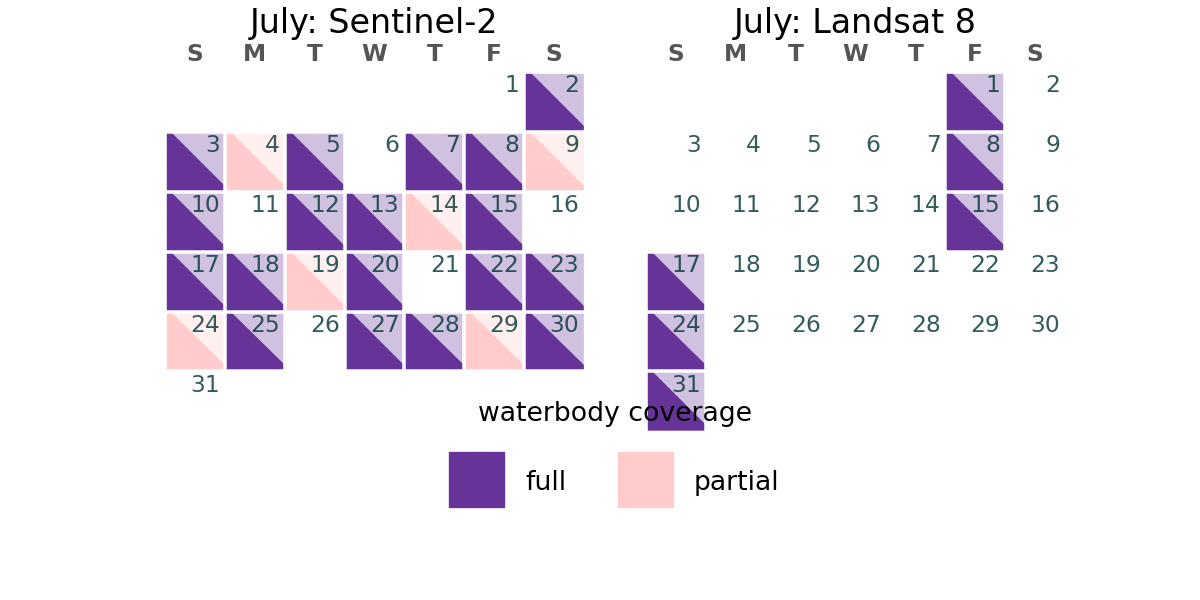 July: Sentinel-2
S M T W T F S
1 2
3 4 5 6 7 8 9
10 11 12 13 14 15 16
17 18 19 20 21 22 23
24 25 26 27 28 29 30
31
July: Landsat 8
S M T W T F S
1 2
3 4 5 6 7 8 9
10 11 12 13 14 15 16
17 18 19 20 21 22 23
24 25 26 27 28 29 30
31
waterbody coverage
full
partial